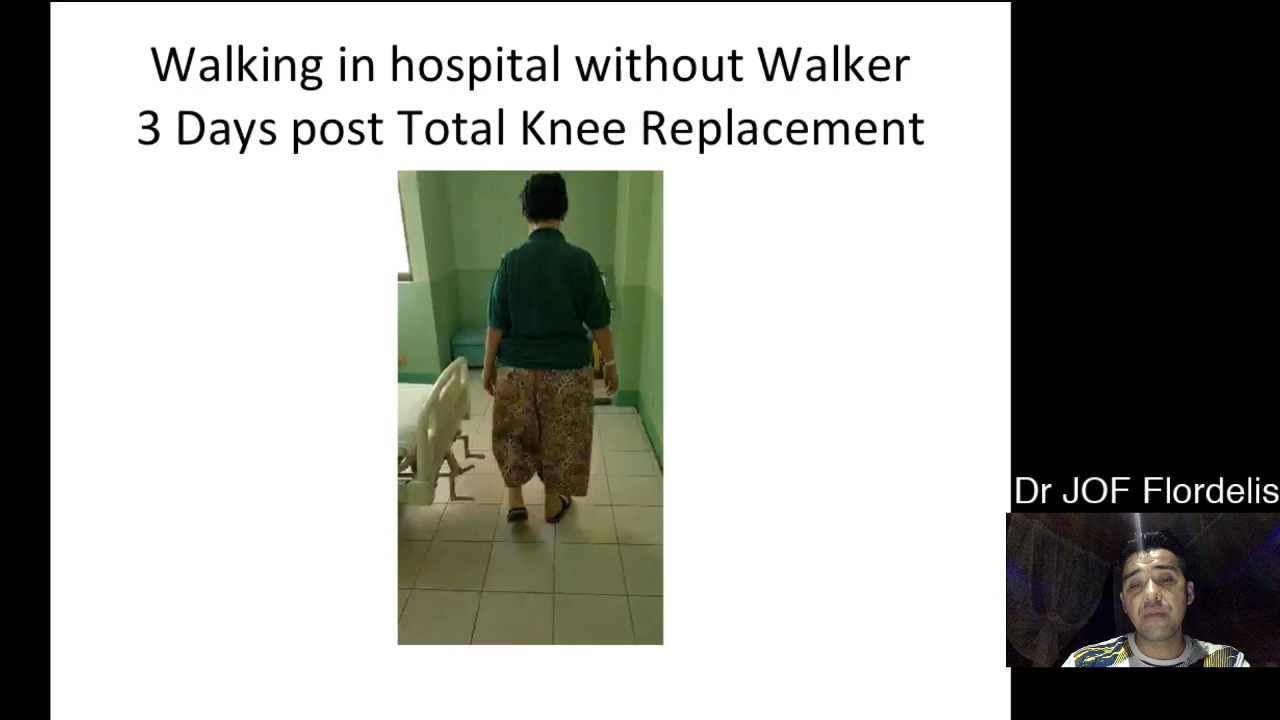 Walking in hospital without Walker
3 Days post Total Knee Replacement
Dr JOF Flordelis